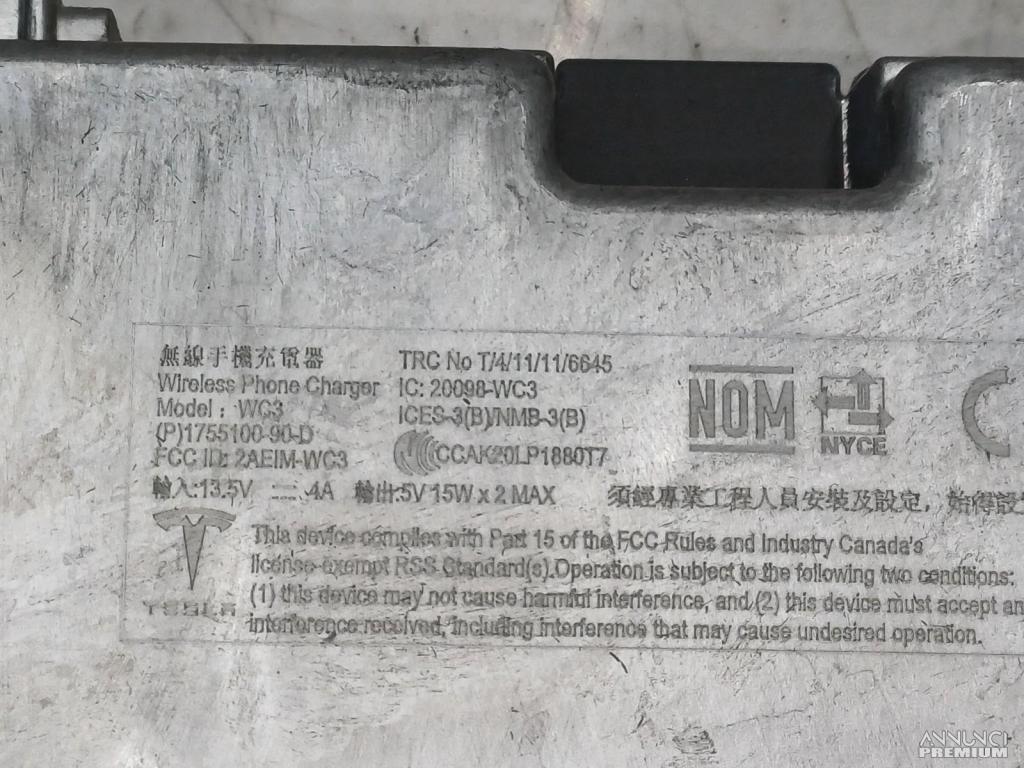 無線手機充電器
Wireless Phone Charger
Model : WC3
(P)1755100-90-D
FCC ID: 2AEIM-WC3
TRC No T/4/11/11/6645
IC: 20098-WC3
ICES-3(B)/NMB-3(B)
CCAK20LP1880T7
NOM
NYCE
輸入:13.5V 4A 輸出:5V 15W x 2 MAX
須經專業工程人員安裝及設定, 始得設
TESLA
This device complies with Part 15 of the FCC Rules and Industry Canada's
license-exempt RSS Standard(s).Operation is subject to the following two conditions:
(1) this device may not cause harmful interference, and (2) this device must accept an
interference received, including interference that may cause undesired operation.
ANNUNCI
PREMIUM